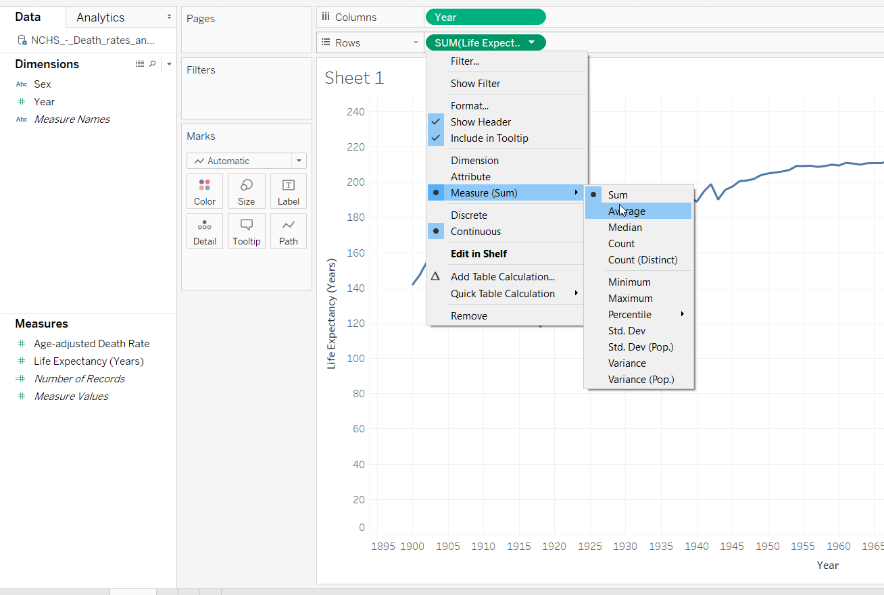 Data
Analytics
NCHS_-_Death_rates_an...
Dimensions
Abc Sex
# Year
Abc Measure Names
Measures
# Age-adjusted Death Rate
# Life Expectancy (Years)
# Number of Records
# Measure Values
Pages
Filters
Marks
Automatic
Color Size Label
Detail Tooltip Path
iii Columns
Year
Rows
SUM(Life Expect..
Sheet 1
Filter...
Show Filter
Format...
Show Header
Include in Tooltip
Dimension
Attribute
Measure (Sum)
Discrete
Continuous
Edit in Shelf
Add Table Calculation...
Quick Table Calculation
Remove
Sum
Average
Median
Count
Count (Distinct)
Minimum
Maximum
Percentile
Std. Dev
Std. Dev (Pop.)
Variance
Variance (Pop.)
Life Expectancy (Years)
240
220
200
180
160
140
120
100
80
60
40
20
0
1895 1900 1905 1910 1915 1920 1925 1930 1935 1940 1945 1950 1955 1960 1965
Year